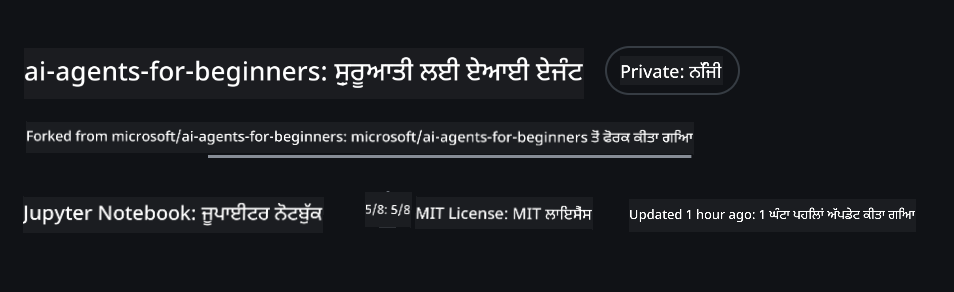 ai-agents-for-beginners: ਸ਼ੁਰੂਆਤੀ ਲਈ ਏਆਈ ਏਜੰਟ Private: ਨਿੱਜੀ
Forked from microsoft/ai-agents-for-beginners: microsoft/ai-agents-for-beginners ਤੋਂ ਫੋਰਕ ਕੀਤਾ ਗਿਆ
Jupyter Notebook: ਜੂਪਾਈਟਰ ਨੋਟਬੁੱਕ 5/8: 5/8 MIT License: MIT ਲਾਇਸੈਂਸ Updated 1 hour ago: 1 ਘੰਟਾ ਪਹਿਲਾਂ ਅੱਪਡੇਟ ਕੀਤਾ ਗਿਆ